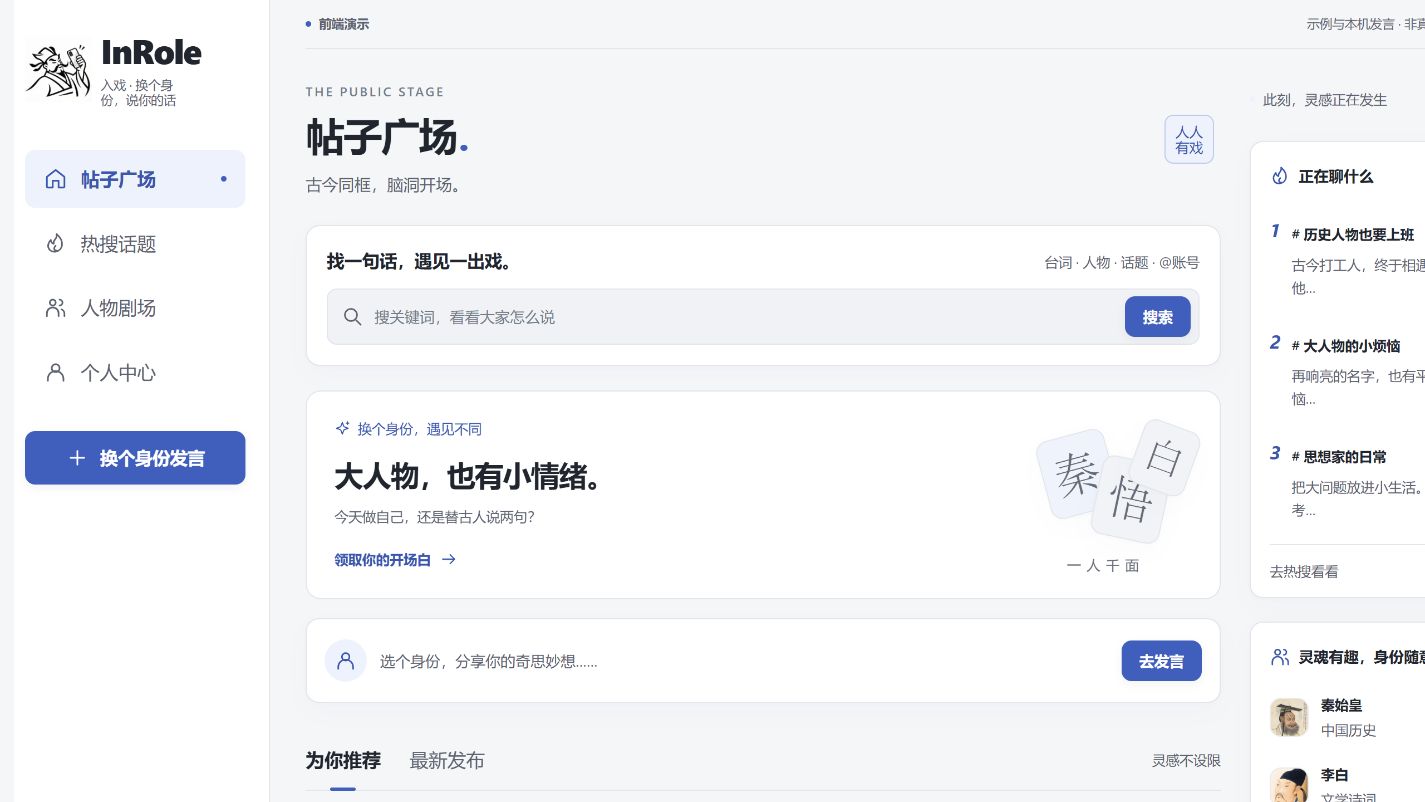 InRole
入戏 · 换个身
份，说你的话
帖子广场
热搜话题
人物剧场
个人中心
换个身份发言
前端演示
示例与本机发言 · 非
THE PUBLIC STAGE
帖子广场.
古今同框，脑洞开场。
人人
有戏
找一句话，遇见一出戏。
台词 · 人物 · 话题 · @账号
搜关键词，看看大家怎么说
搜索
换个身份，遇见不同
大人物，也有小情绪。
今天做自己，还是替古人说两句？
领取你的开场白
秦
悟
白
一人千面
选个身份，分享你的奇思妙想……
去发言
为你推荐
最新发布
灵感不设限
此刻，灵感正在发生
正在聊什么
1
# 历史人物也要上班
古今打工人，终于相遇
他...
2
# 大人物的小烦恼
再响亮的名字，也有平
恼...
3
# 思想家的日常
把大问题放进小生活。
考...
去热搜看看
灵魂有趣，身份随
秦始皇
中国历史
李白
文学诗词